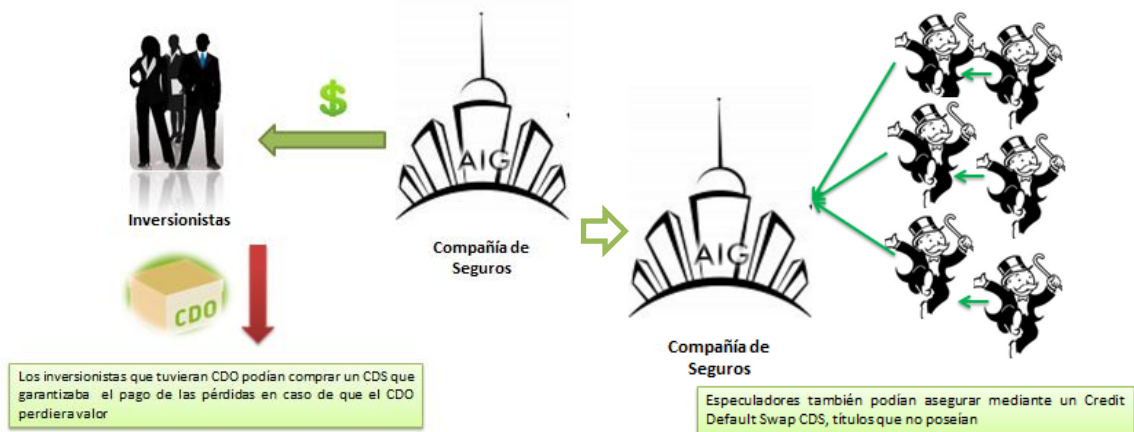 $
AIG
Inversionistas
Compañía de
Seguros
CDO
Los inversionistas que tuvieran CDO podían comprar un CDS que
garantizaba el pago de las pérdidas en caso de que el CDO
perdiera valor
AIG
Compañía de
Seguros
Especuladores también podían asegurar mediante un Credit
Default Swap CDS, títulos que no poseían